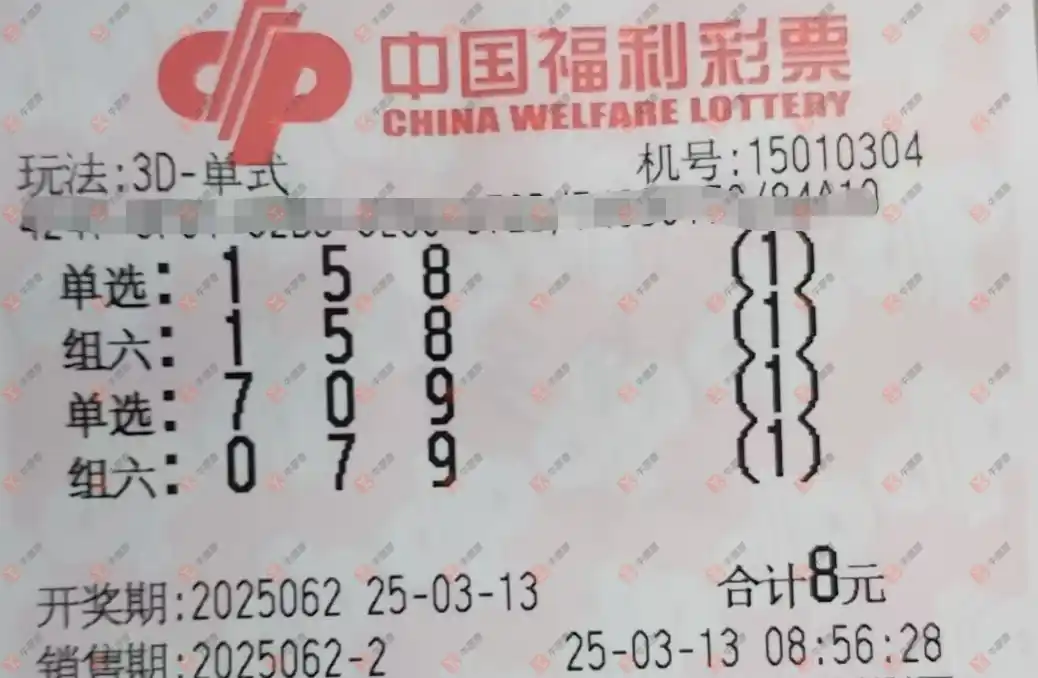 中国福利彩票
CHINA WELFARE LOTTERY
玩法:3D-单式 机号:15010304
单选: 1 5 8 (1)
组六: 1 5 8 (1)
单选: 7 0 9 (1)
组六: 0 7 9 (1)
合计8元
开奖期:2025062 25-03-13
销售期:2025062-2 25-03-13 08:56:28